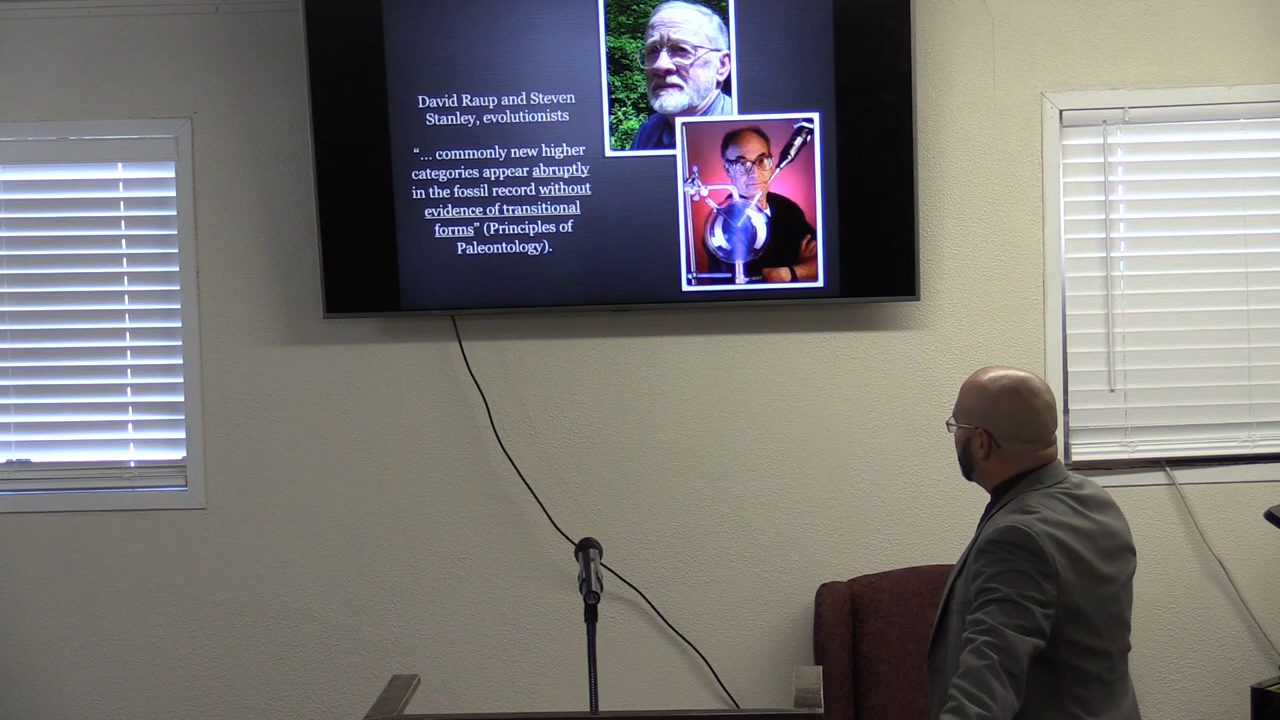 David Raup and Steven
Stanley, evolutionists
“... commonly new higher
categories appear abruptly
in the fossil record without
evidence of transitional
forms” (Principles of
Paleontology).